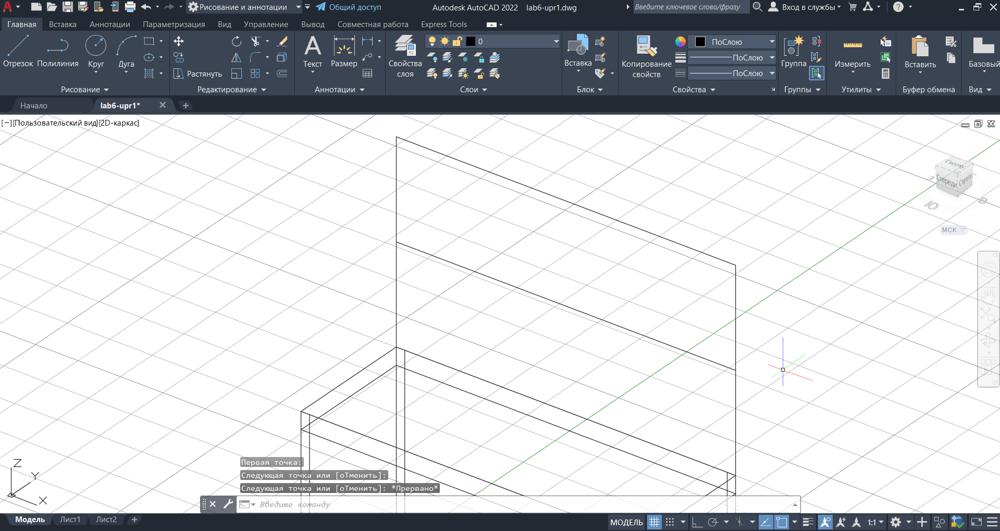 Рисование и аннотации
Общий доступ
Autodesk AutoCAD 2022 lab6-upr1.dwg
Введите ключевое слово/фразу
Вход в службы
Главная Вставка Аннотации Параметризация Вид Управление Вывод Совместная работа Express Tools
0
ПоСлою
ПоСлою
ПоСлою
Отрезок Полилиния Круг Дуга
Растянуть
Текст Размер
Свойства слоя
Вставка
Копирование свойств
Группа
Измерить
Вставить
Базовый
Рисование Редактирование Аннотации Слои Блок Свойства Группы Утилиты Буфер обмена Вид
Начало lab6-upr1*
[−][Пользовательский вид][2D-каркас]
Сверху
Спереди Справа
Ю В
МСК
Z
Y
X
Первая точка:
Следующая точка или [оТменить]:
Следующая точка или [оТменить]: *Прервано*
Введите команду
Модель Лист1 Лист2
МОДЕЛЬ
1:1